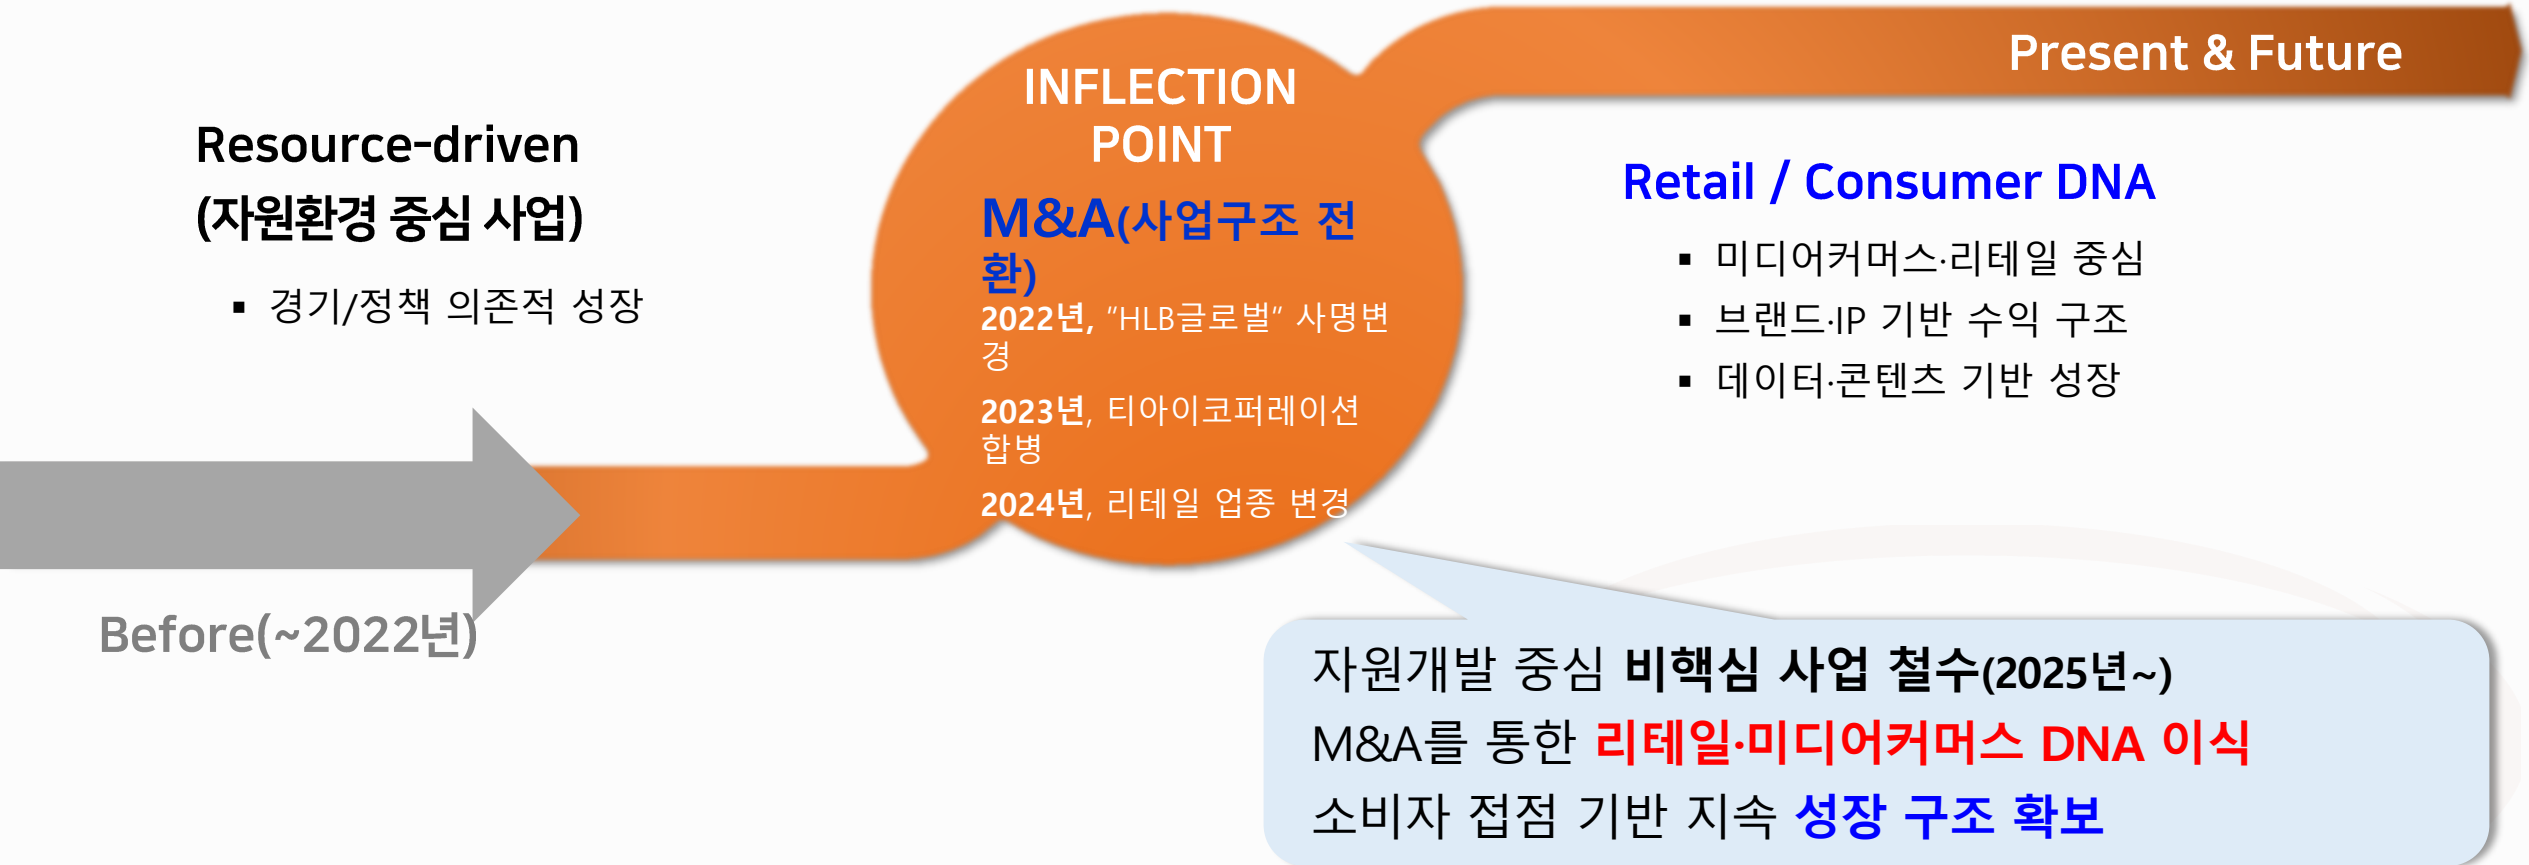 Resource-driven
(자원환경 중심 사업)
▪ 경기/정책 의존적 성장
Before(~2022년)
INFLECTION
POINT
M&A(사업구조 전
환)
2022년, “HLB글로벌” 사명변
경
2023년, 티아이코퍼레이션
합병
2024년, 리테일 업종 변경
Present & Future
Retail / Consumer DNA
▪ 미디어커머스·리테일 중심
▪ 브랜드·IP 기반 수익 구조
▪ 데이터·콘텐츠 기반 성장
자원개발 중심 비핵심 사업 철수(2025년~)
M&A를 통한 리테일·미디어커머스 DNA 이식
소비자 접점 기반 지속 성장 구조 확보